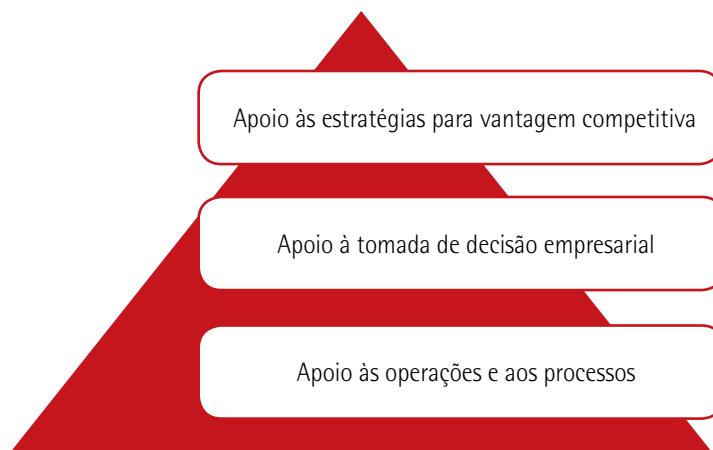 Apoio às estratégias para vantagem competitiva
Apoio à tomada de decisão empresarial
Apoio às operações e aos processos